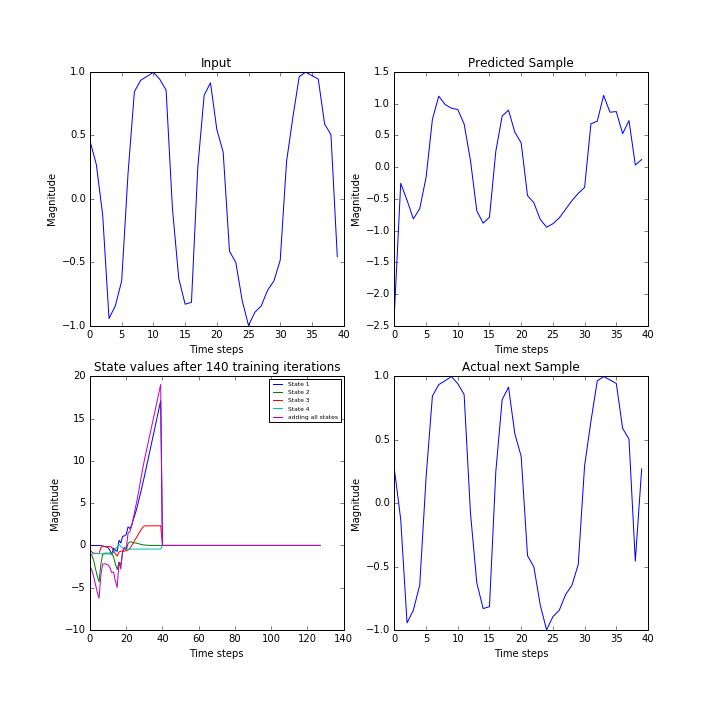 Input
1.0
0.5
0.0
−0.5
−1.0
Magnitude
0 5 10 15 20 25 30 35 40
Time steps
Predicted Sample
1.5
1.0
0.5
0.0
−0.5
−1.0
−1.5
−2.0
−2.5
Magnitude
0 5 10 15 20 25 30 35 40
Time steps
State values after 140 training iterations
20
15
10
5
0
−5
−10
Magnitude
State 1
State 2
State 3
State 4
adding all states
0 20 40 60 80 100 120 140
Time steps
Actual next Sample
1.0
0.5
0.0
−0.5
−1.0
Magnitude
0 5 10 15 20 25 30 35 40
Time steps